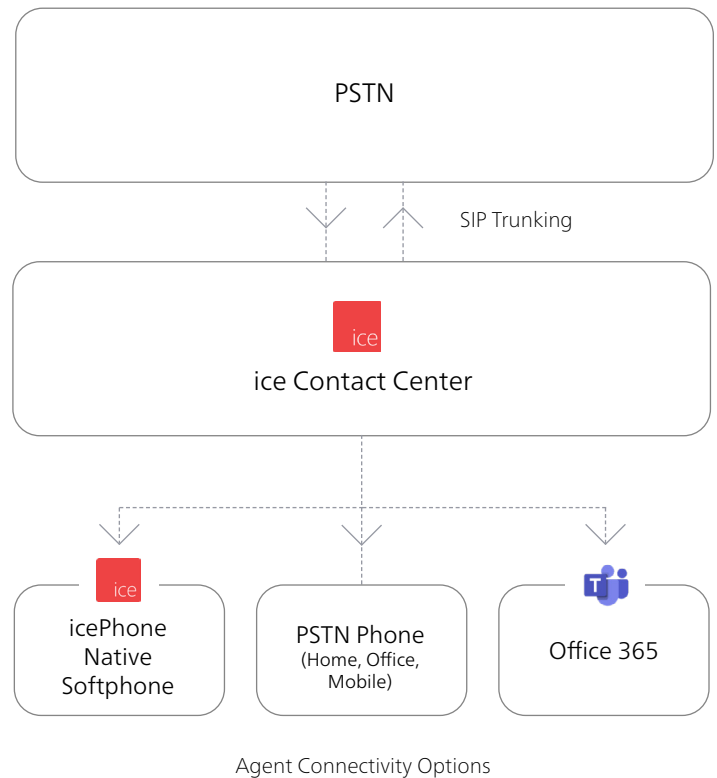 PSTN
SIP Trunking
ice
ice Contact Center
ice
icePhone
Native
Softphone
PSTN Phone
(Home, Office,
Mobile)
T
Office 365
Agent Connectivity Options